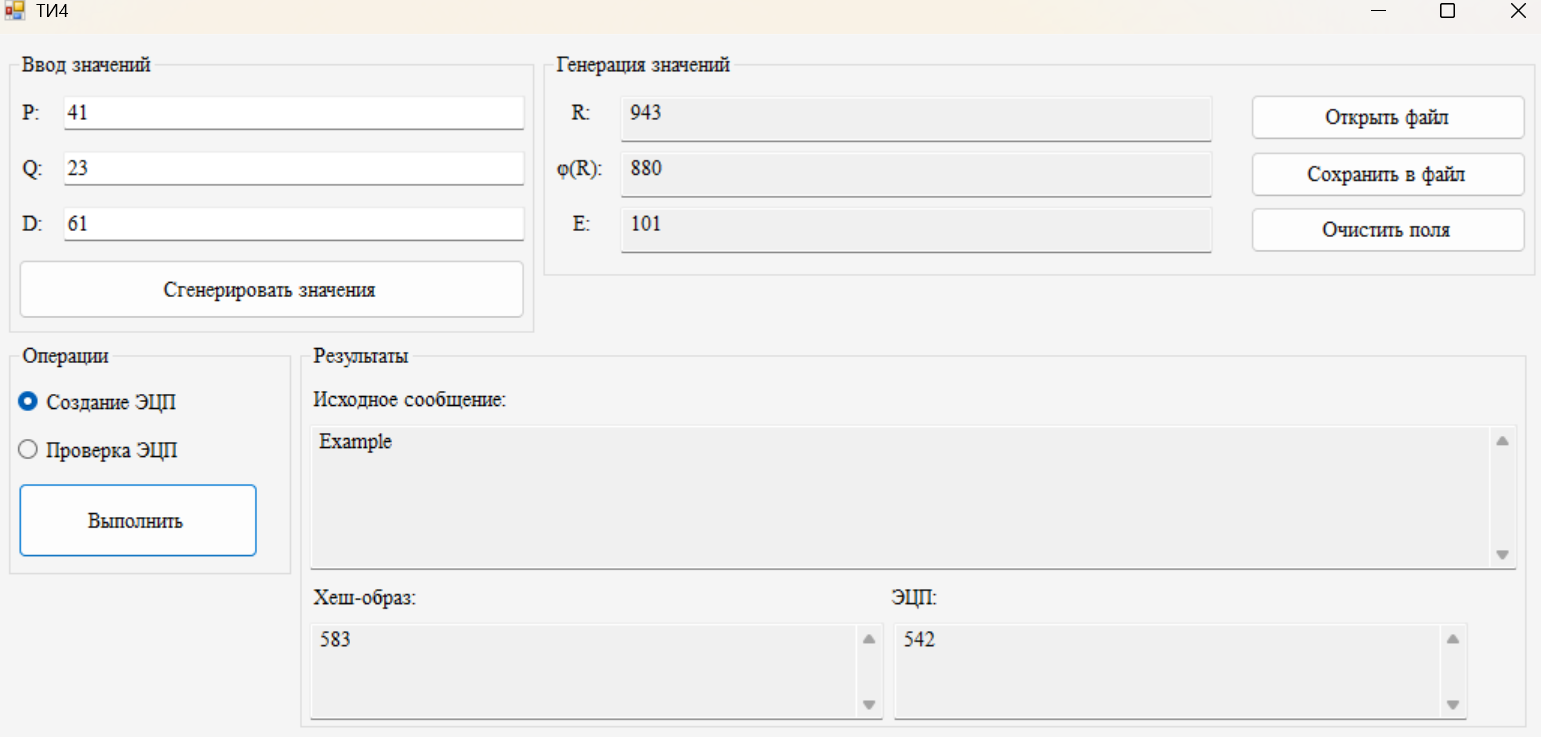 ТИ4
Ввод значений
P: 41
Q: 23
D: 61
Сгенерировать значения
Генерация значений
R: 943
φ(R): 880
E: 101
Открыть файл
Сохранить в файл
Очистить поля
Операции
Создание ЭЦП
Проверка ЭЦП
Выполнить
Результаты
Исходное сообщение:
Example
Хеш-образ:
583
ЭЦП:
542